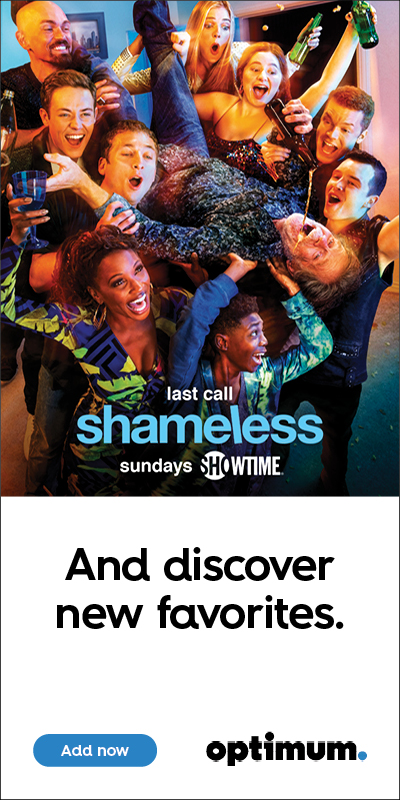 last call
shameless
sundays SHOWTIME
And discover
new favorites.
Add now
optimum.